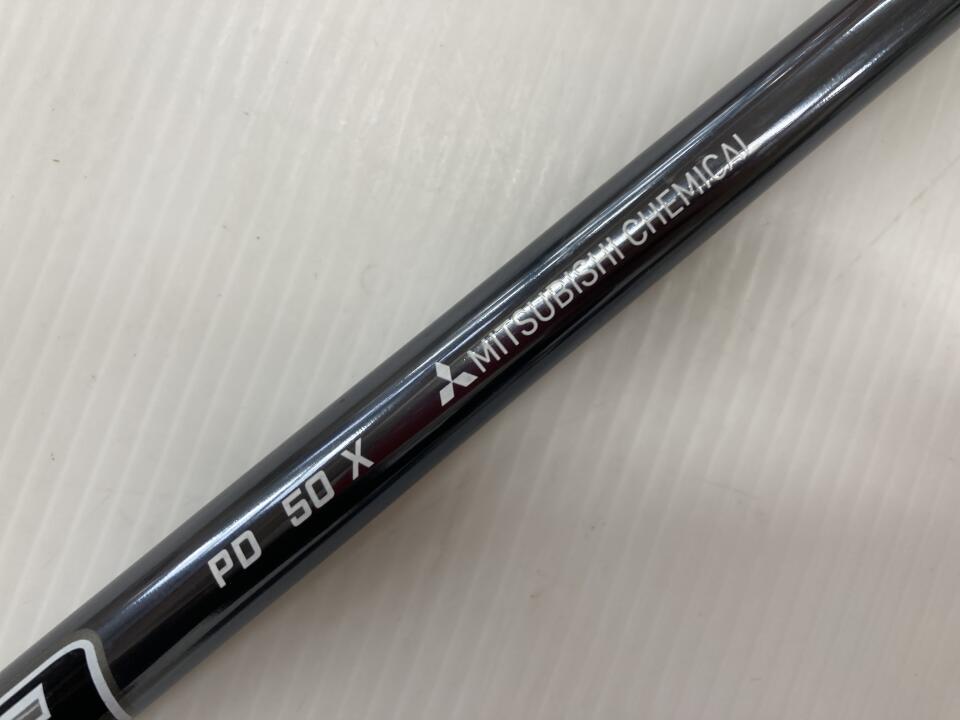 PD 50 X MITSUBISHI CHEMICAL